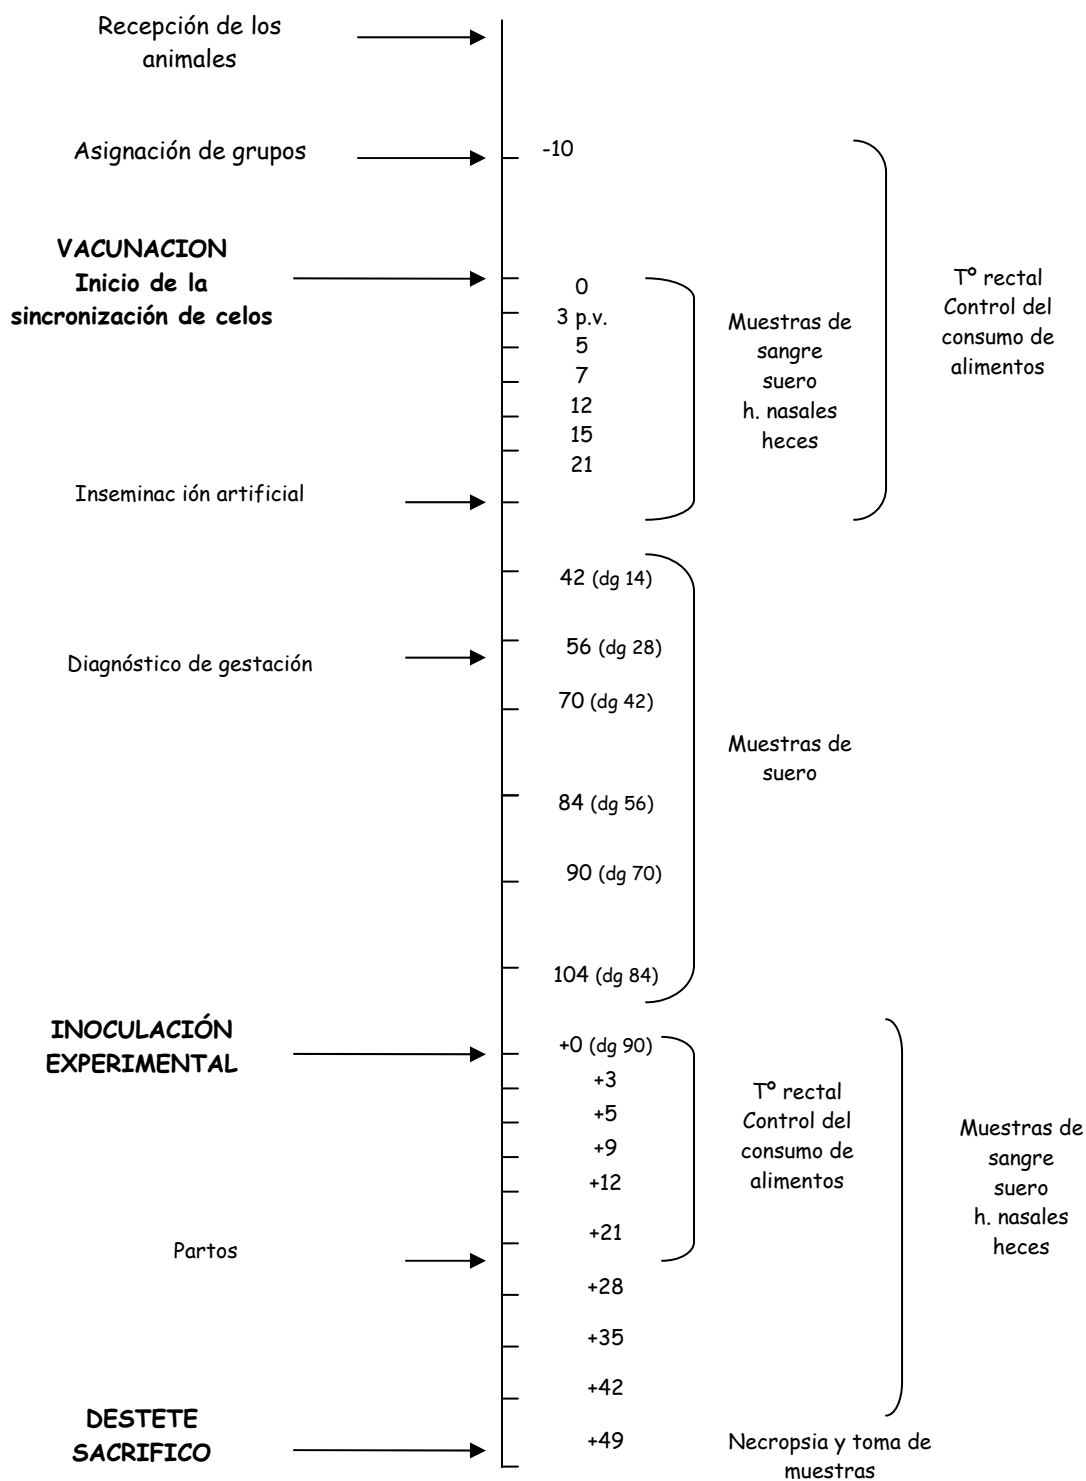 Recepción de los
animales
Asignación de grupos
-10
VACUNACION
Inicio de la
sincronización de celos
0
3 p.v.
5
7
12
15
21
Muestras de
sangre
suero
h. nasales
heces
Tº rectal
Control del
consumo de
alimentos
Inseminac ión artificial
42 (dg 14)
56 (dg 28)
Diagnóstico de gestación
70 (dg 42)
84 (dg 56)
90 (dg 70)
104 (dg 84)
Muestras de
suero
INOCULACIÓN
EXPERIMENTAL
+0 (dg 90)
+3
+5
+9
+12
+21
Tº rectal
Control del
consumo de
alimentos
Muestras de
sangre
suero
h. nasales
heces
Partos
+28
+35
+42
DESTETE
SACRIFICO
+49
Necropsia y toma de
muestras